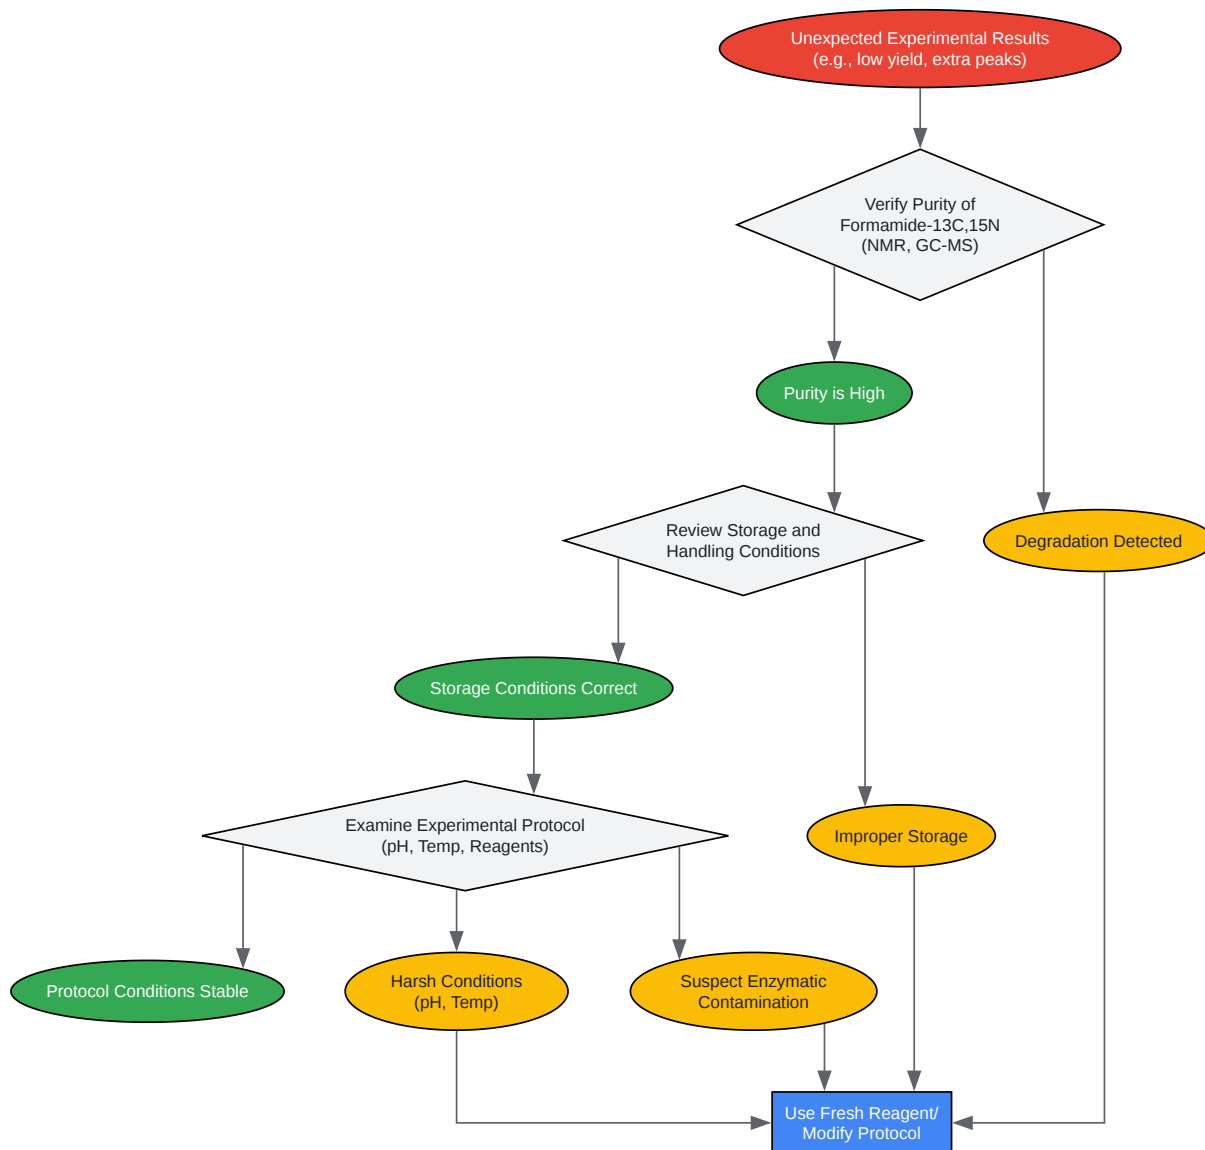 Unexpected Experimental Results
(e.g., low yield, extra peaks)
Verify Purity of
Formamide-13C,15N
(NMR, GC-MS)
Purity is High
Review Storage and
Handling Conditions
Degradation Detected
Storage Conditions Correct
Examine Experimental Protocol
(pH, Temp, Reagents)
Improper Storage
Protocol Conditions Stable
Harsh Conditions
(pH, Temp)
Suspect Enzymatic
Contamination
Use Fresh Reagent/
Modify Protocol